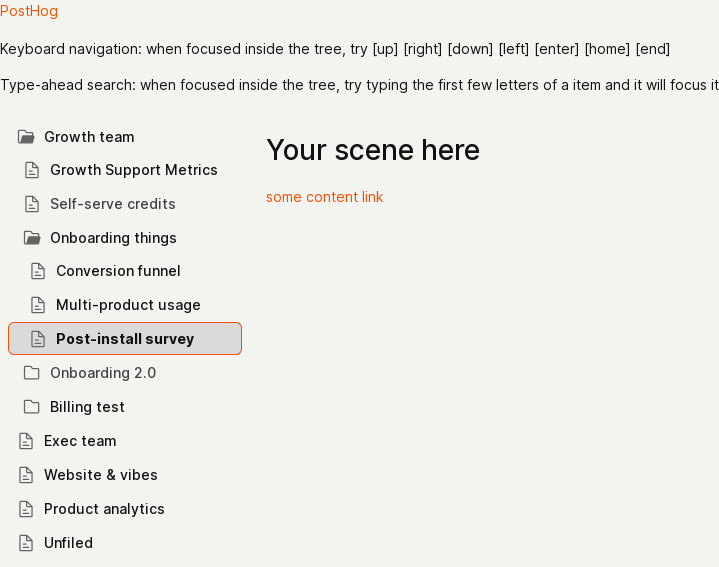 PostHog
Keyboard navigation: when focused inside the tree, try [up] [right] [down] [left] [enter] [home] [end]
Type-ahead search: when focused inside the tree, try typing the first few letters of a item and it will focus it
Growth team
Growth Support Metrics
Self-serve credits
Onboarding things
Conversion funnel
Multi-product usage
Post-install survey
Onboarding 2.0
Billing test
Exec team
Website & vibes
Product analytics
Unfiled
Your scene here
some content link